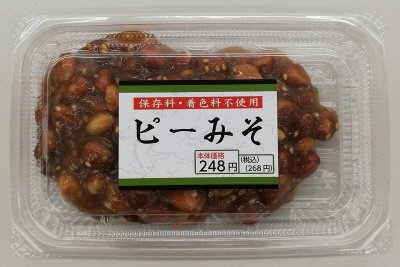 保存料・着色料不使用
ピーみそ
本体価格
248円
(税込)
(268円)